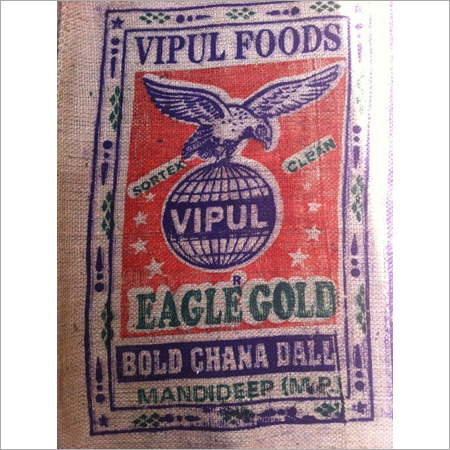 VIPUL FOODS
SORTEX CLEAN
VIPUL
R
EAGLE GOLD
BOLD CHANA DALL
MANDIDEEP (M.P.)